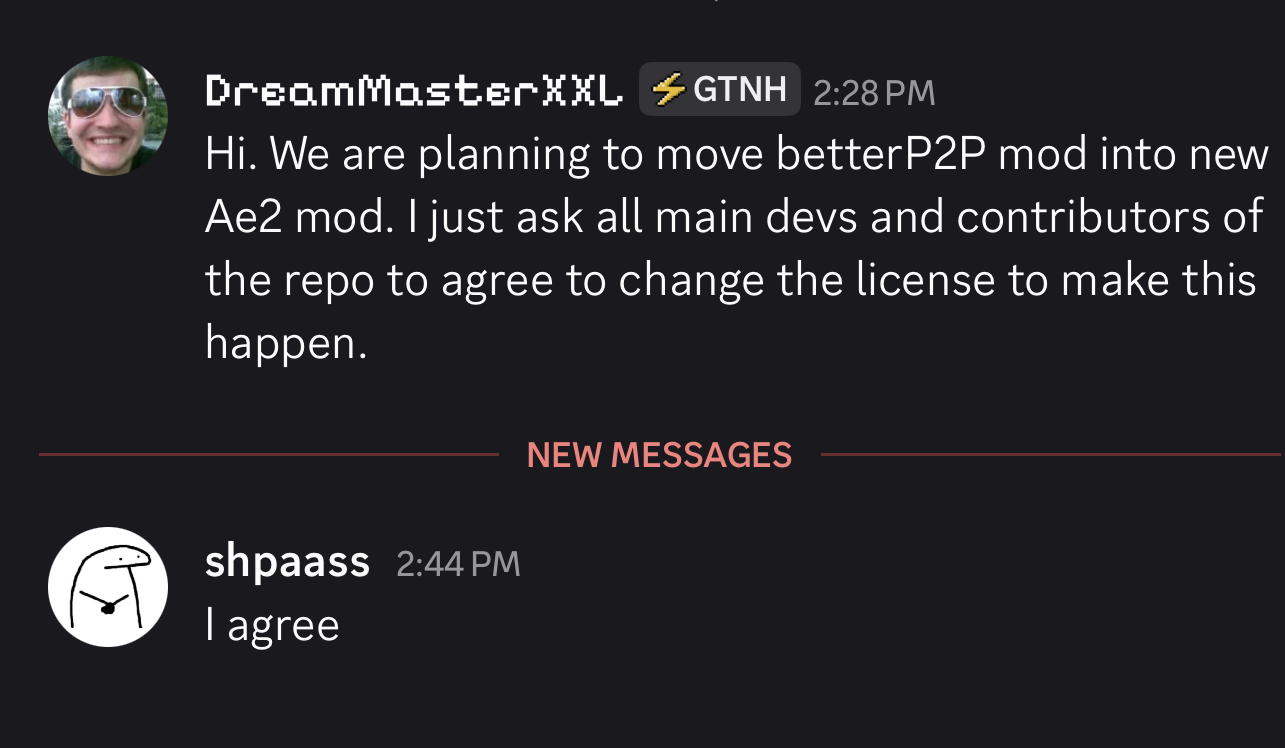 DreamMasterXXL ⚡GTNH 2:28 PM
Hi. We are planning to move betterP2P mod into new
Ae2 mod. I just ask all main devs and contributors of
the repo to agree to change the license to make this
happen.
NEW MESSAGES
shpaass 2:44 PM
I agree